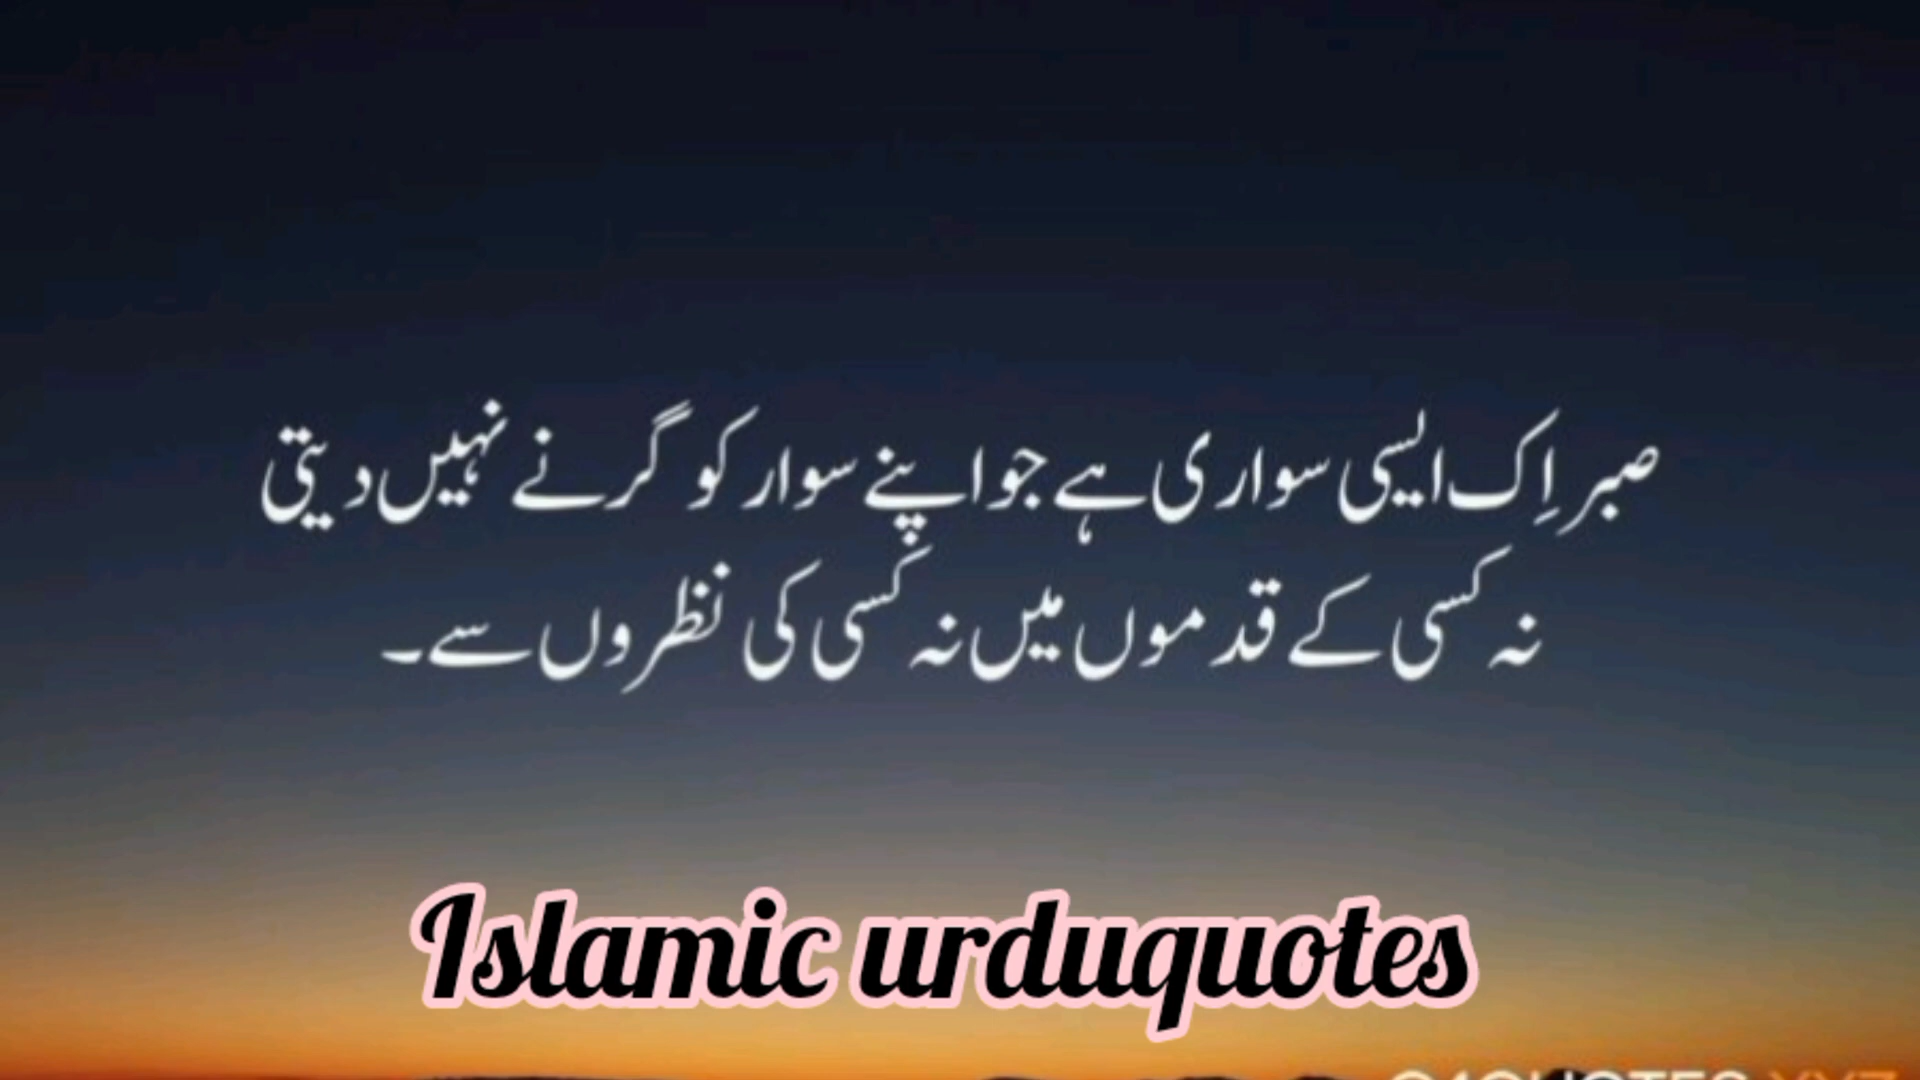 صبر اِک ایسی سواری ہے جو اپنے سوار کو گرنے نہیں دیتی
نہ کسی کے قدموں میں نہ کسی کی نظروں سے۔
Islamic urduquotes